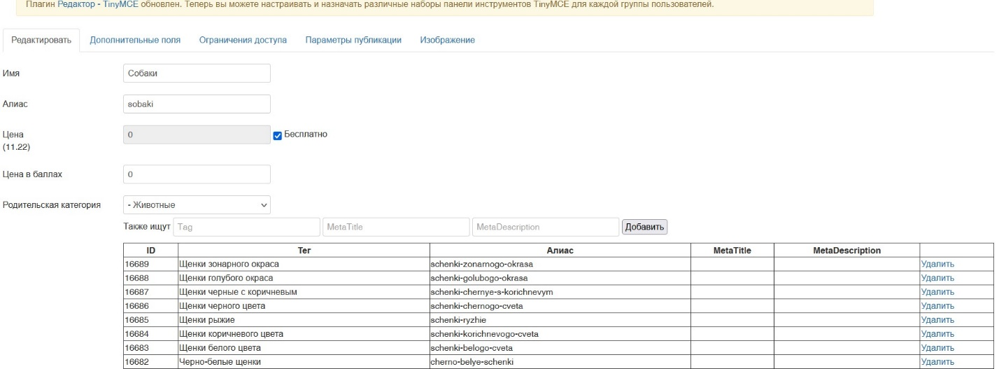 Плагин Редактор - TinyMCE обновлен. Теперь вы можете настраивать и назначать различные наборы панели инструментов TinyMCE для каждой группы пользователей.
Редактировать Дополнительные поля Ограничения доступа Параметры публикации Изображение
Имя Собаки
Алиас sobaki
Цена 0 Бесплатно
(11.22)
Цена в баллах 0
Родительская категория - Животные
Также ищут Tag MetaTitle MetaDescription Добавить
ID Тег Алиас MetaTitle MetaDescription
16689 Щенки зонарного окраса schenki-zonarnogo-okrasa Удалить
16688 Щенки голубого окраса schenki-golubogo-okrasa Удалить
16687 Щенки черные с коричневым schenki-chernye-s-korichnevym Удалить
16686 Щенки черного цвета schenki-chernogo-cveta Удалить
16685 Щенки рыжие schenki-ryzhie Удалить
16684 Щенки коричневого цвета schenki-korichnevogo-cveta Удалить
16683 Щенки белого цвета schenki-belogo-cveta Удалить
16682 Черно-белые щенки cherno-belye-schenki Удалить